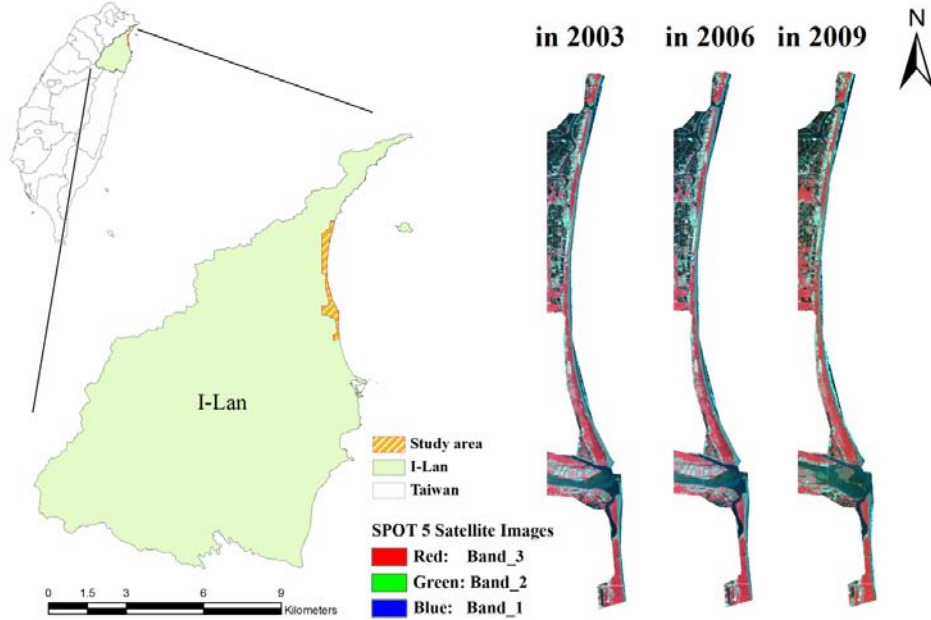 in 2003
in 2006
in 2009
N
I-Lan
Study area
I-Lan
Taiwan
SPOT 5 Satellite Images
Red: Band_3
Green: Band_2
Blue: Band_1
0 1.5 3 6 9
Kilometers